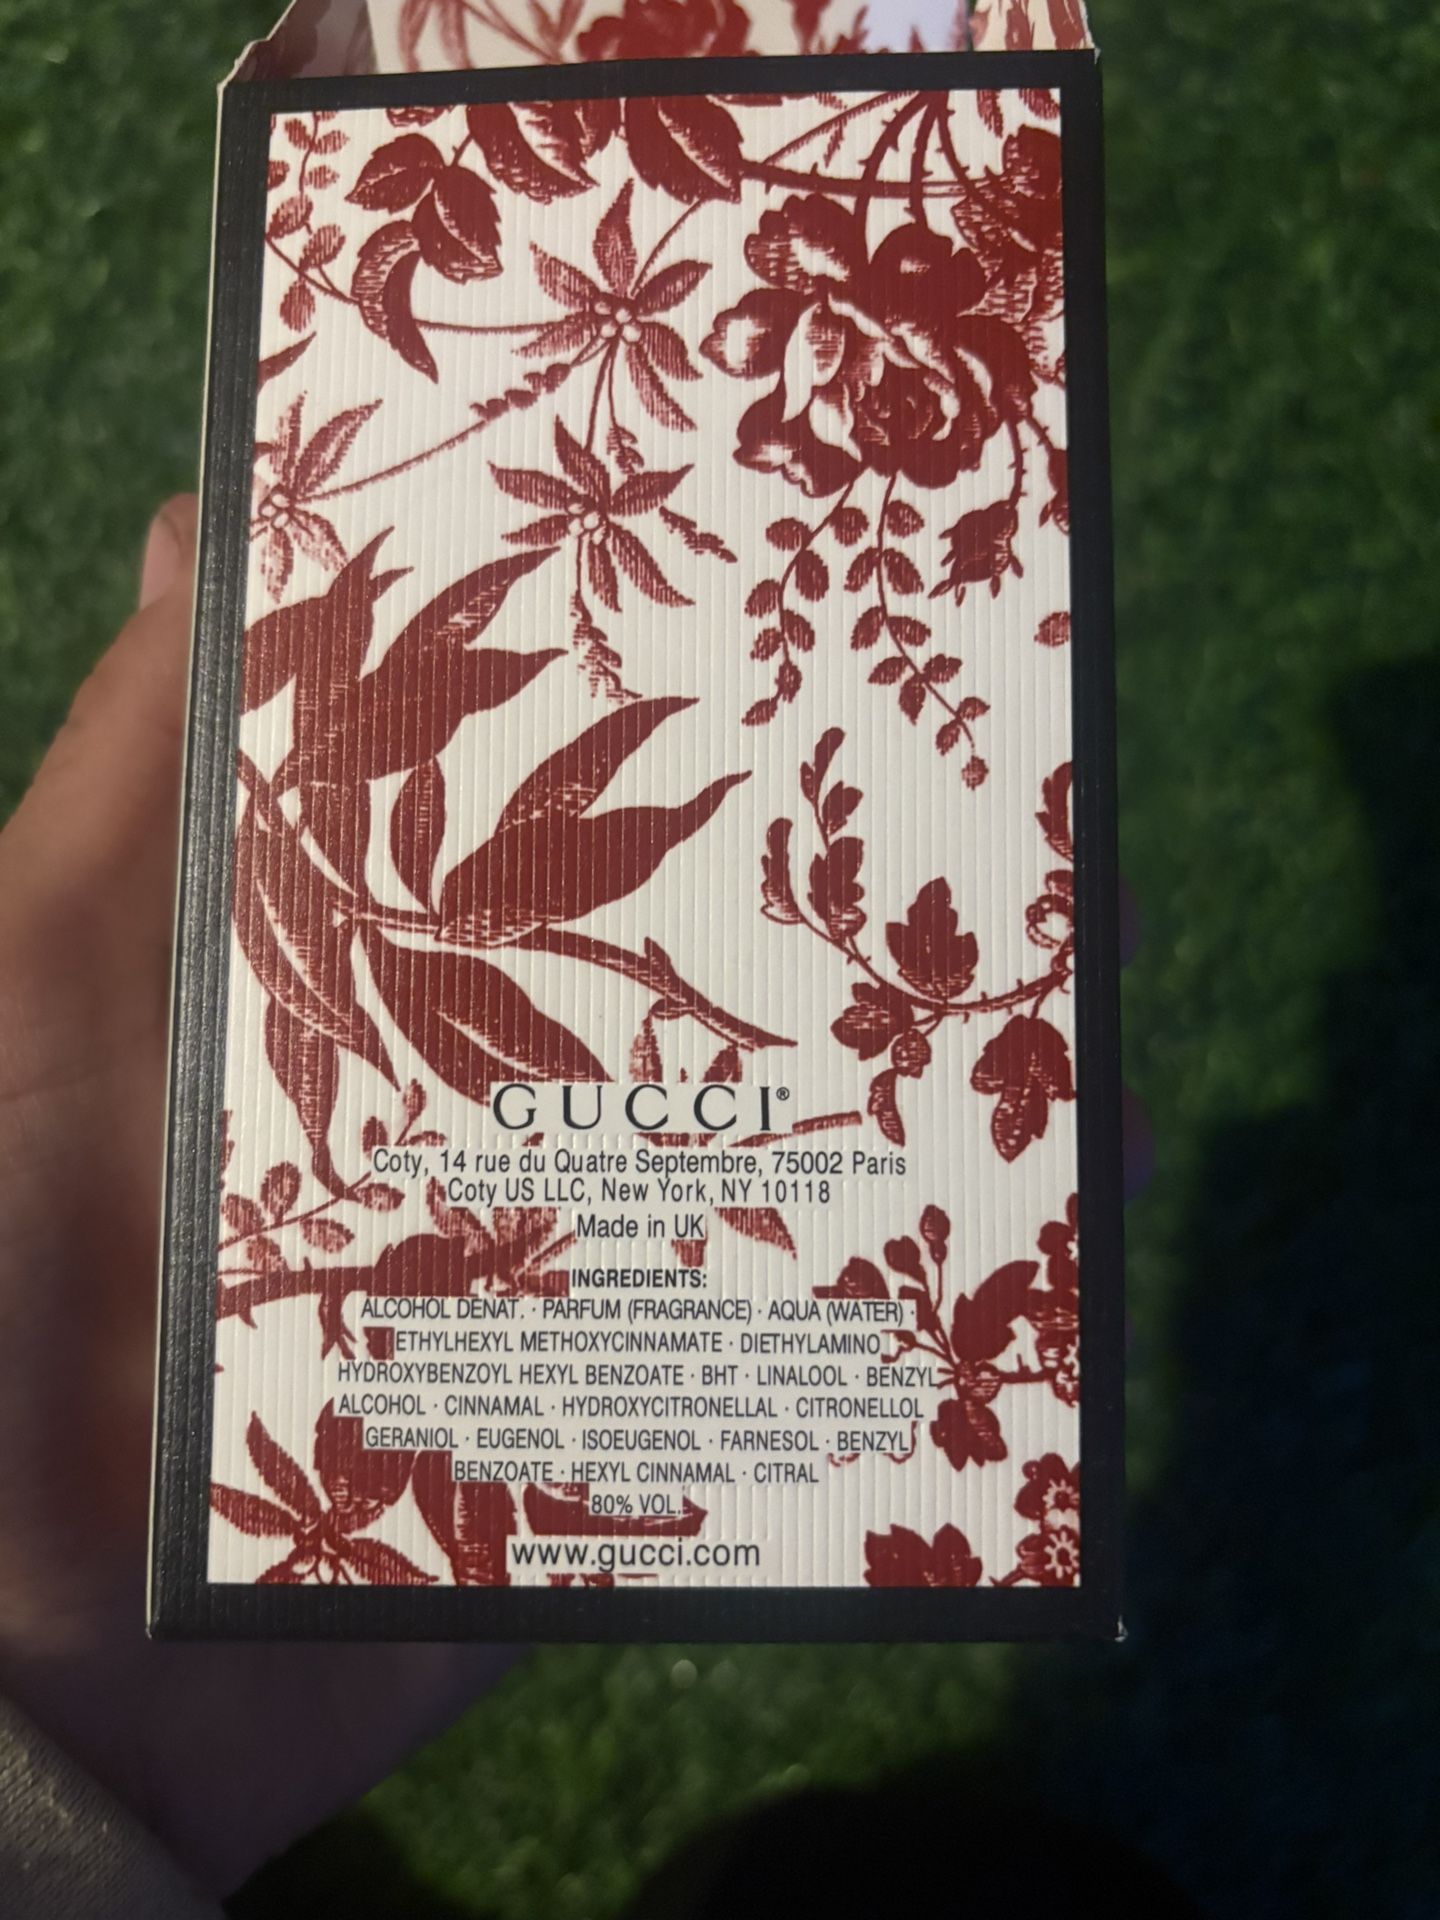 GUCCI®
Coty, 14 rue du Quatre Septembre, 75002 Paris
Coty US LLC, New York, NY 10118
Made in UK
INGREDIENTS:
ALCOHOL DENAT. · PARFUM (FRAGRANCE) · AQUA (WATER) ·
ETHYLHEXYL METHOXYCINNAMATE · DIETHYLAMINO
HYDROXYBENZOYL HEXYL BENZOATE · BHT · LINALOOL · BENZYL
ALCOHOL · CINNAMAL · HYDROXYCITRONELLAL · CITRONELLOL
GERANIOL · EUGENOL · ISOEUGENOL · FARNESOL · BENZYL
BENZOATE · HEXYL CINNAMAL · CITRAL
80% VOL.
www.gucci.com